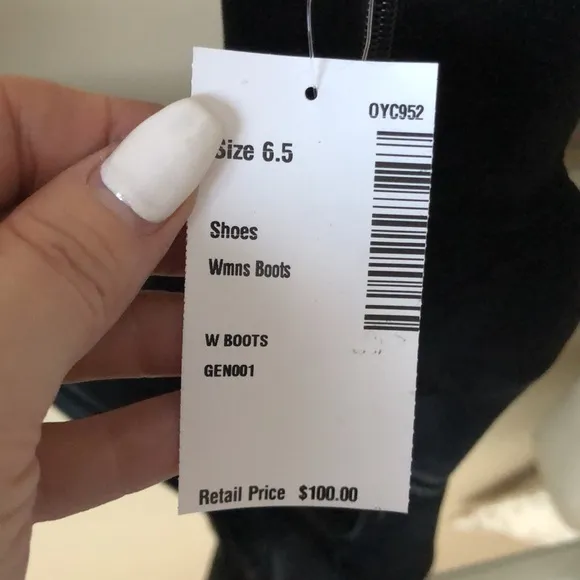 OYC952
Size 6.5
Shoes
Wmns Boots
W BOOTS
GEN001
Retail Price $100.00